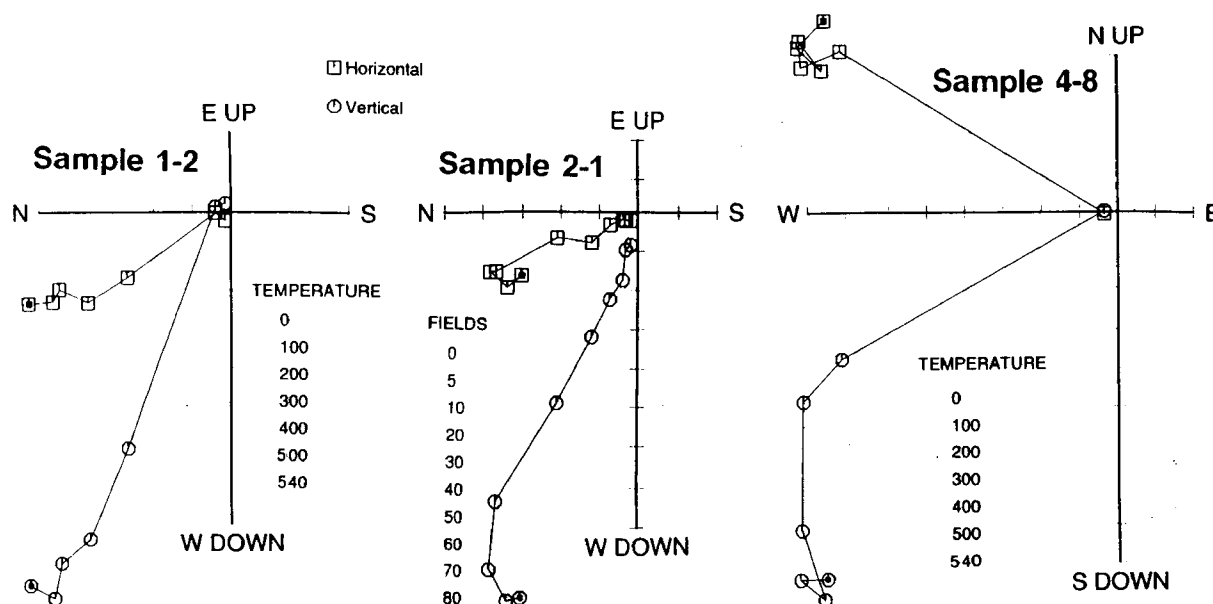 Horizontal
Vertical
Sample 1-2
E UP
N
S
W DOWN
TEMPERATURE
0
100
200
300
400
500
540
Sample 2-1
E UP
N
S
W DOWN
FIELDS
0
5
10
20
30
40
50
60
70
80
Sample 4-8
N UP
W
E
S DOWN
TEMPERATURE
0
100
200
300
400
500
540